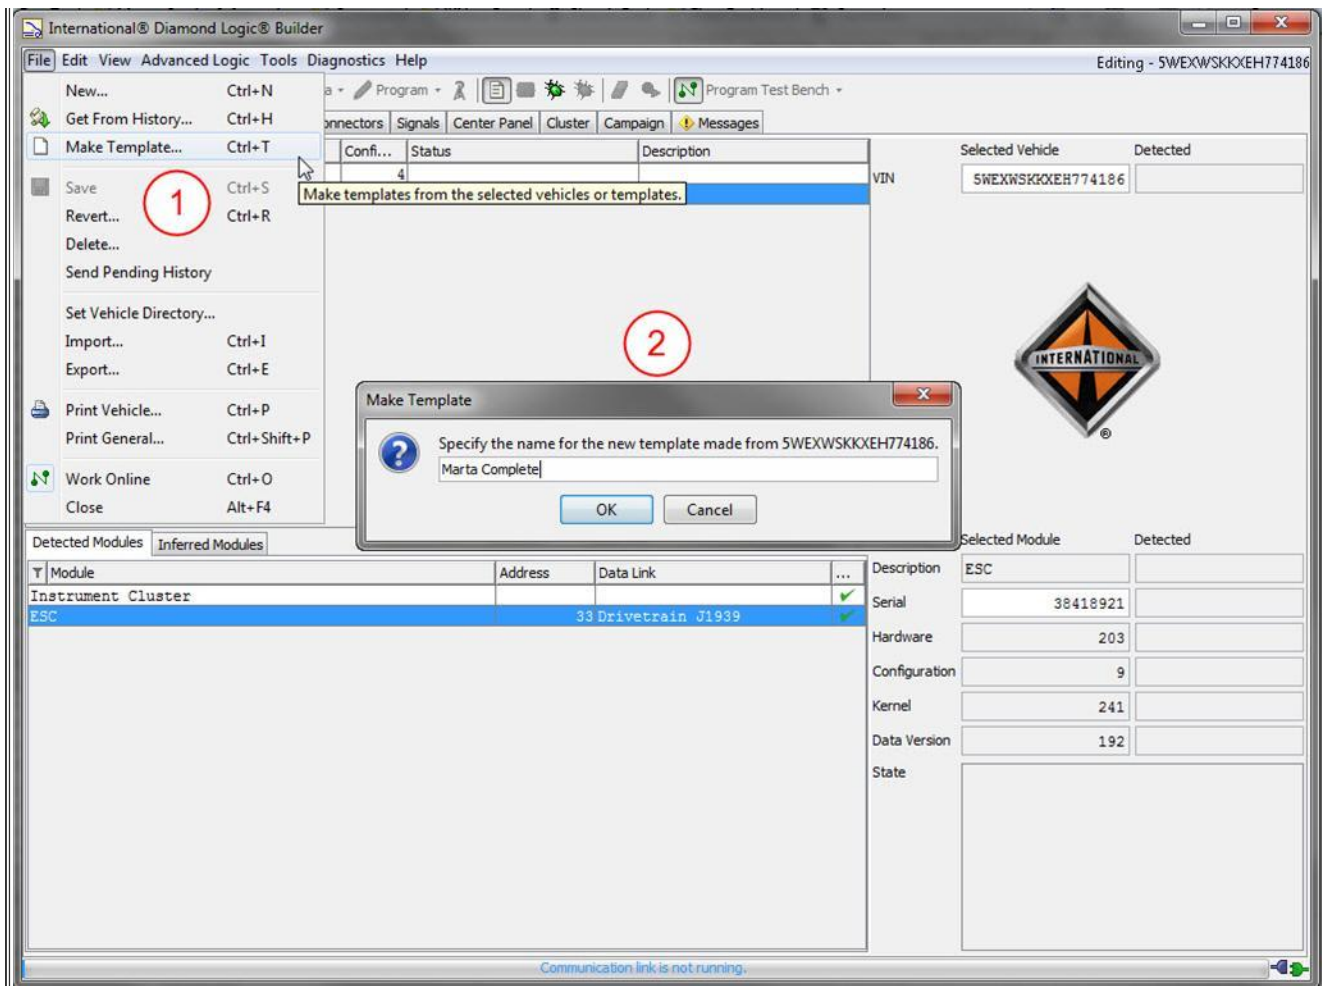 International® Diamond Logic® Builder
File Edit View Advanced Logic Tools Diagnostics Help
Editing - 5WEXWSKKXEH774186
New... Ctrl+N
Program
Program Test Bench
Get From History... Ctrl+H
Signals Center Panel Cluster Campaign Messages
Make Template... Ctrl+T
Confi... Status Description
Selected Vehicle Detected
4
VIN 5WEXWSKKXEH774186
Make templates from the selected vehicles or templates.
Save Ctrl+S
1
Revert... Ctrl+R
Delete...
Send Pending History
Set Vehicle Directory...
Import... Ctrl+I
Export... Ctrl+E
2
INTERNATIONAL
®
Print Vehicle... Ctrl+P
Print General... Ctrl+Shift+P
Work Online Ctrl+O
Close Alt+F4
Make Template
Specify the name for the new template made from 5WEXWSKKXEH774186.
Marta Complete
OK Cancel
Detected Modules Inferred Modules
Selected Module Detected
Module Address Data Link ...
Instrument Cluster
ESC 33 Drivetrain J1939
Description ESC
Serial 38418921
Hardware 203
Configuration 9
Kernel 241
Data Version 192
State
Communication link is not running.